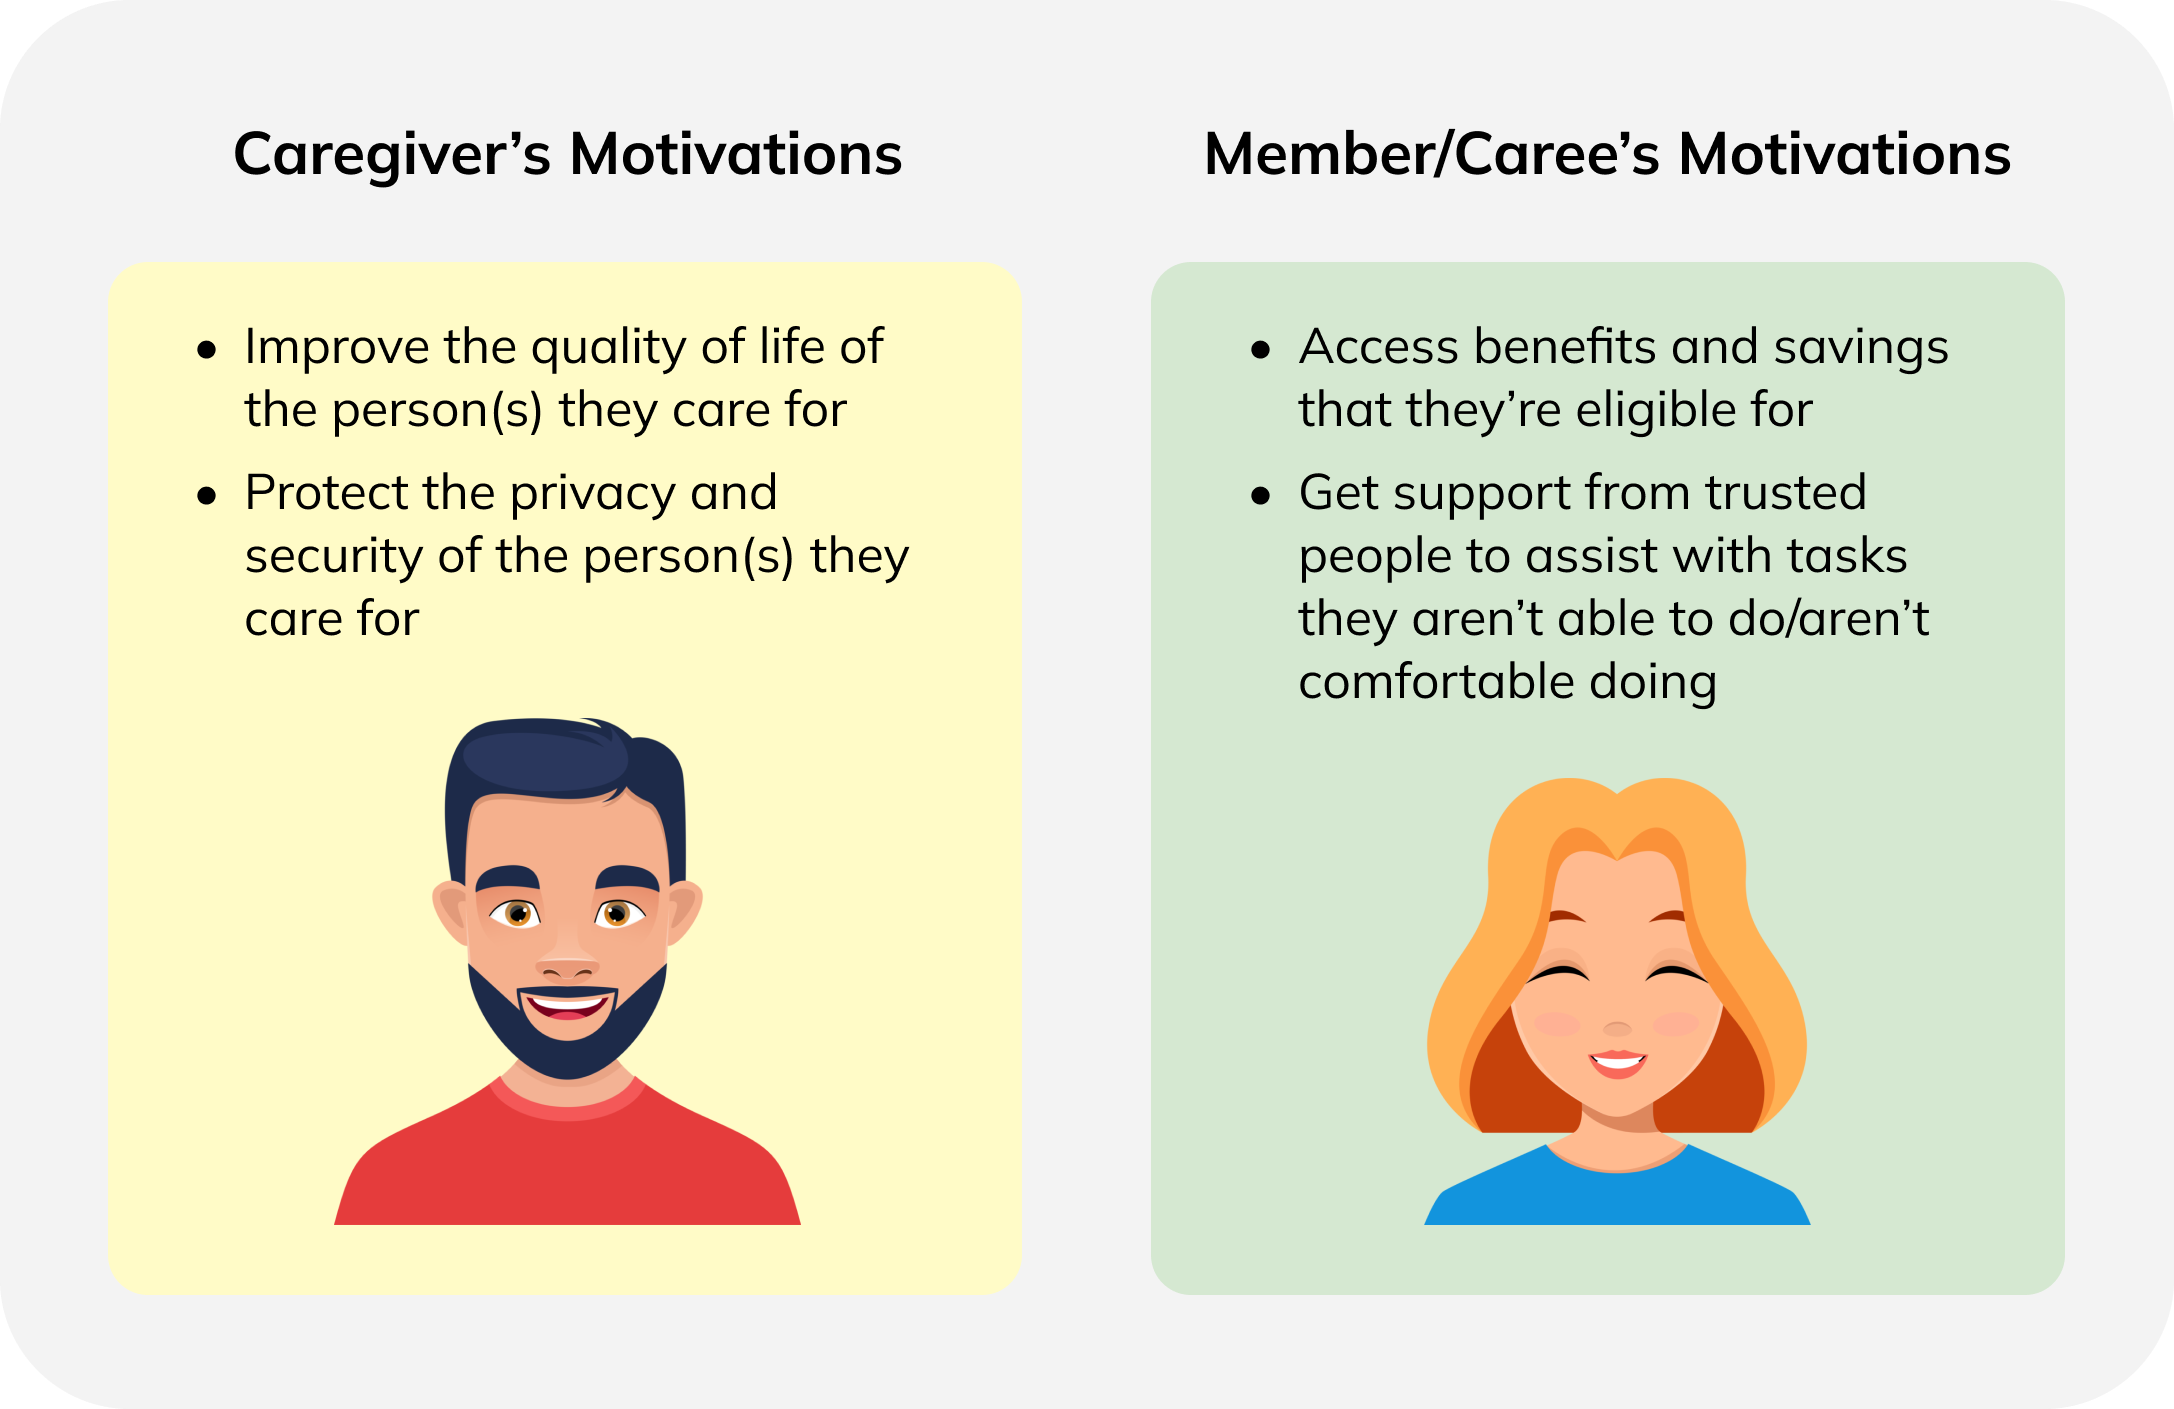 Caregiver’s Motivations
• Improve the quality of life of
the person(s) they care for
• Protect the privacy and
security of the person(s) they
care for
Member/Caree’s Motivations
• Access benefits and savings
that they’re eligible for
• Get support from trusted
people to assist with tasks
they aren’t able to do/aren’t
comfortable doing